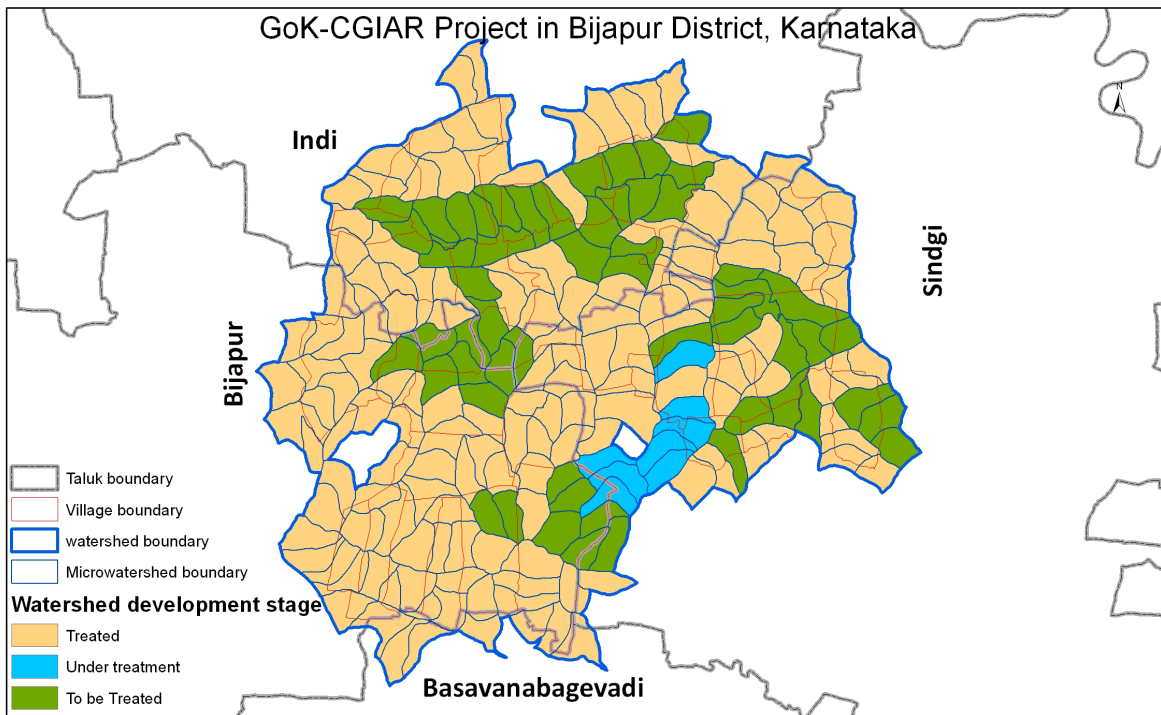 GoK-CGIAR Project in Bijapur District, Karnataka
N
Indi
Sindgi
Bijapur
Basavanabagevadi
Taluk boundary
Village boundary
watershed boundary
Microwatershed boundary
Watershed development stage
Treated
Under treatment
To be Treated